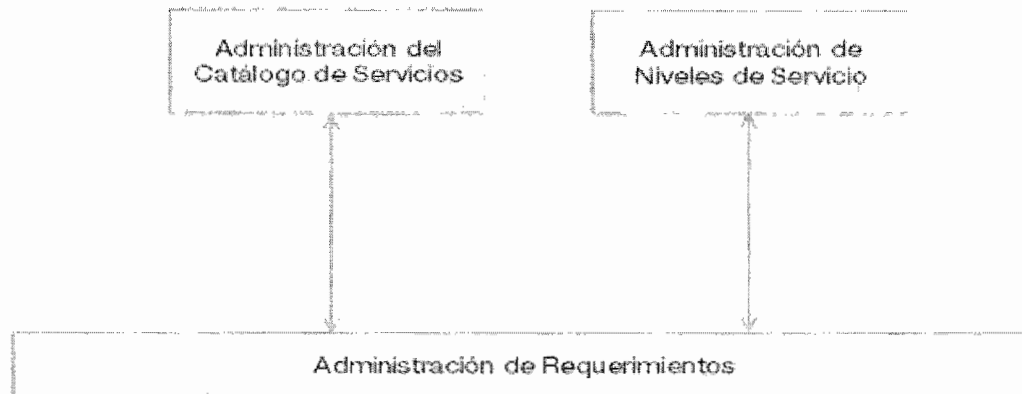 Administración del
Catálogo de Servicios
Administración de
Niveles de Servicio
Administración de Requerimientos